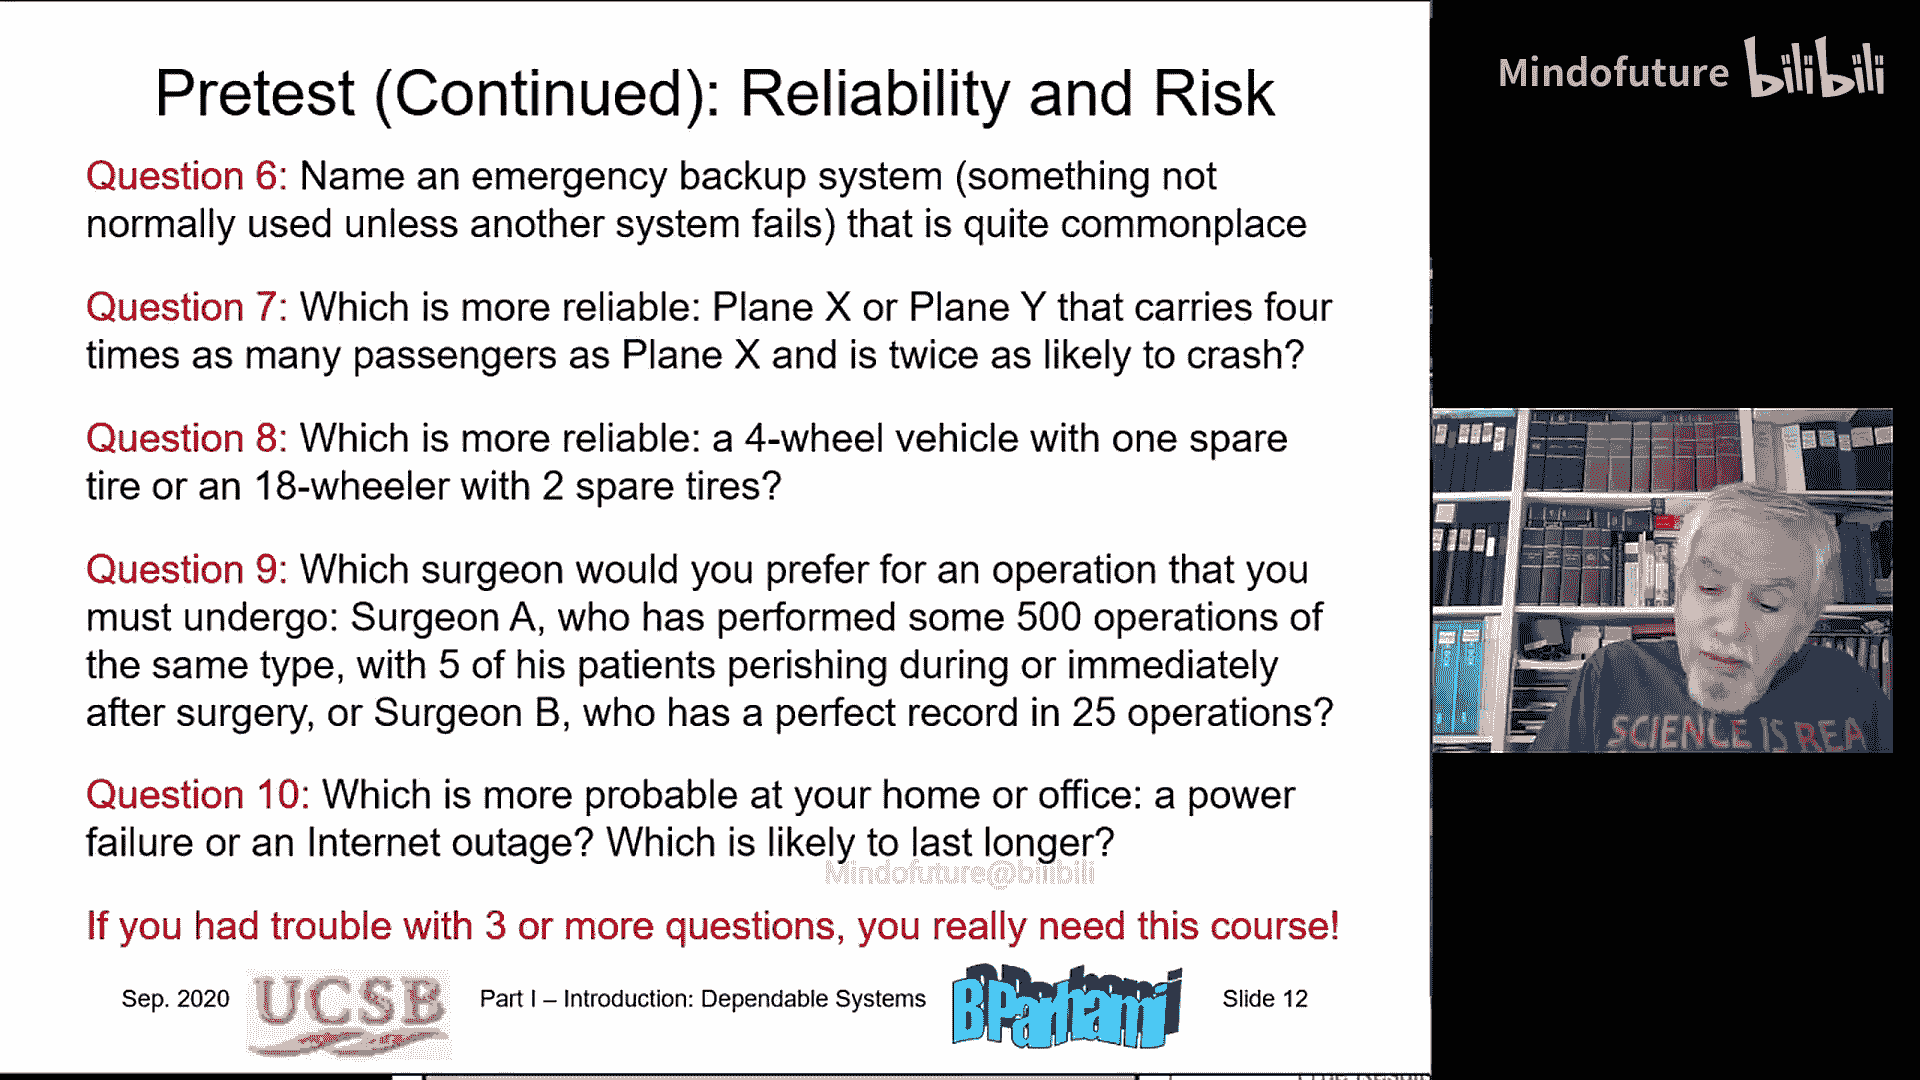 Pretest (Continued): Reliability and Risk
Mindofuture bilibili
Question 6: Name an emergency backup system (something not
normally used unless another system fails) that is quite commonplace
Question 7: Which is more reliable: Plane X or Plane Y that carries four
times as many passengers as Plane X and is twice as likely to crash?
Question 8: Which is more reliable: a 4-wheel vehicle with one spare
tire or an 18-wheeler with 2 spare tires?
Question 9: Which surgeon would you prefer for an operation that you
must undergo: Surgeon A, who has performed some 500 operations of
the same type, with 5 of his patients perishing during or immediately
after surgery, or Surgeon B, who has a perfect record in 25 operations?
SCIENCE IS REA
Question 10: Which is more probable at your home or office: a power
failure or an Internet outage? Which is likely to last longer?
Mindofuture@bilibili
If you had trouble with 3 or more questions, you really need this course!
Sep. 2020
UCSB
Part I – Introduction: Dependable Systems
B Parhami
Slide 12